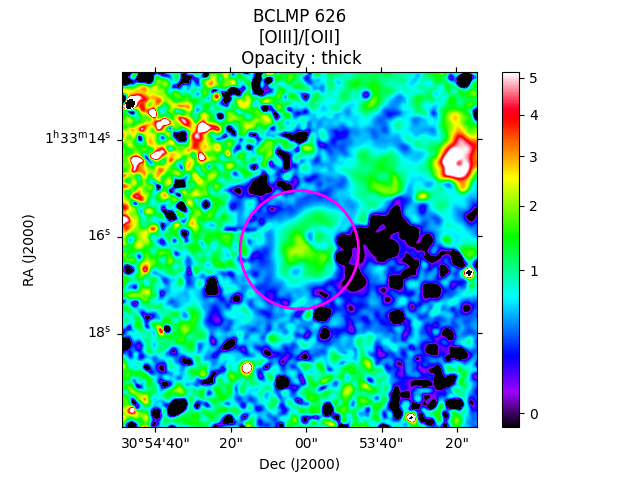 BCLMP 626
[OIII]/[OII]
Opacity : thick
1ʰ33ᵐ14ˢ
16ˢ
18ˢ
RA (J2000)
30°54'40" 20" 00" 53'40" 20"
Dec (J2000)
5
4
3
2
1
0